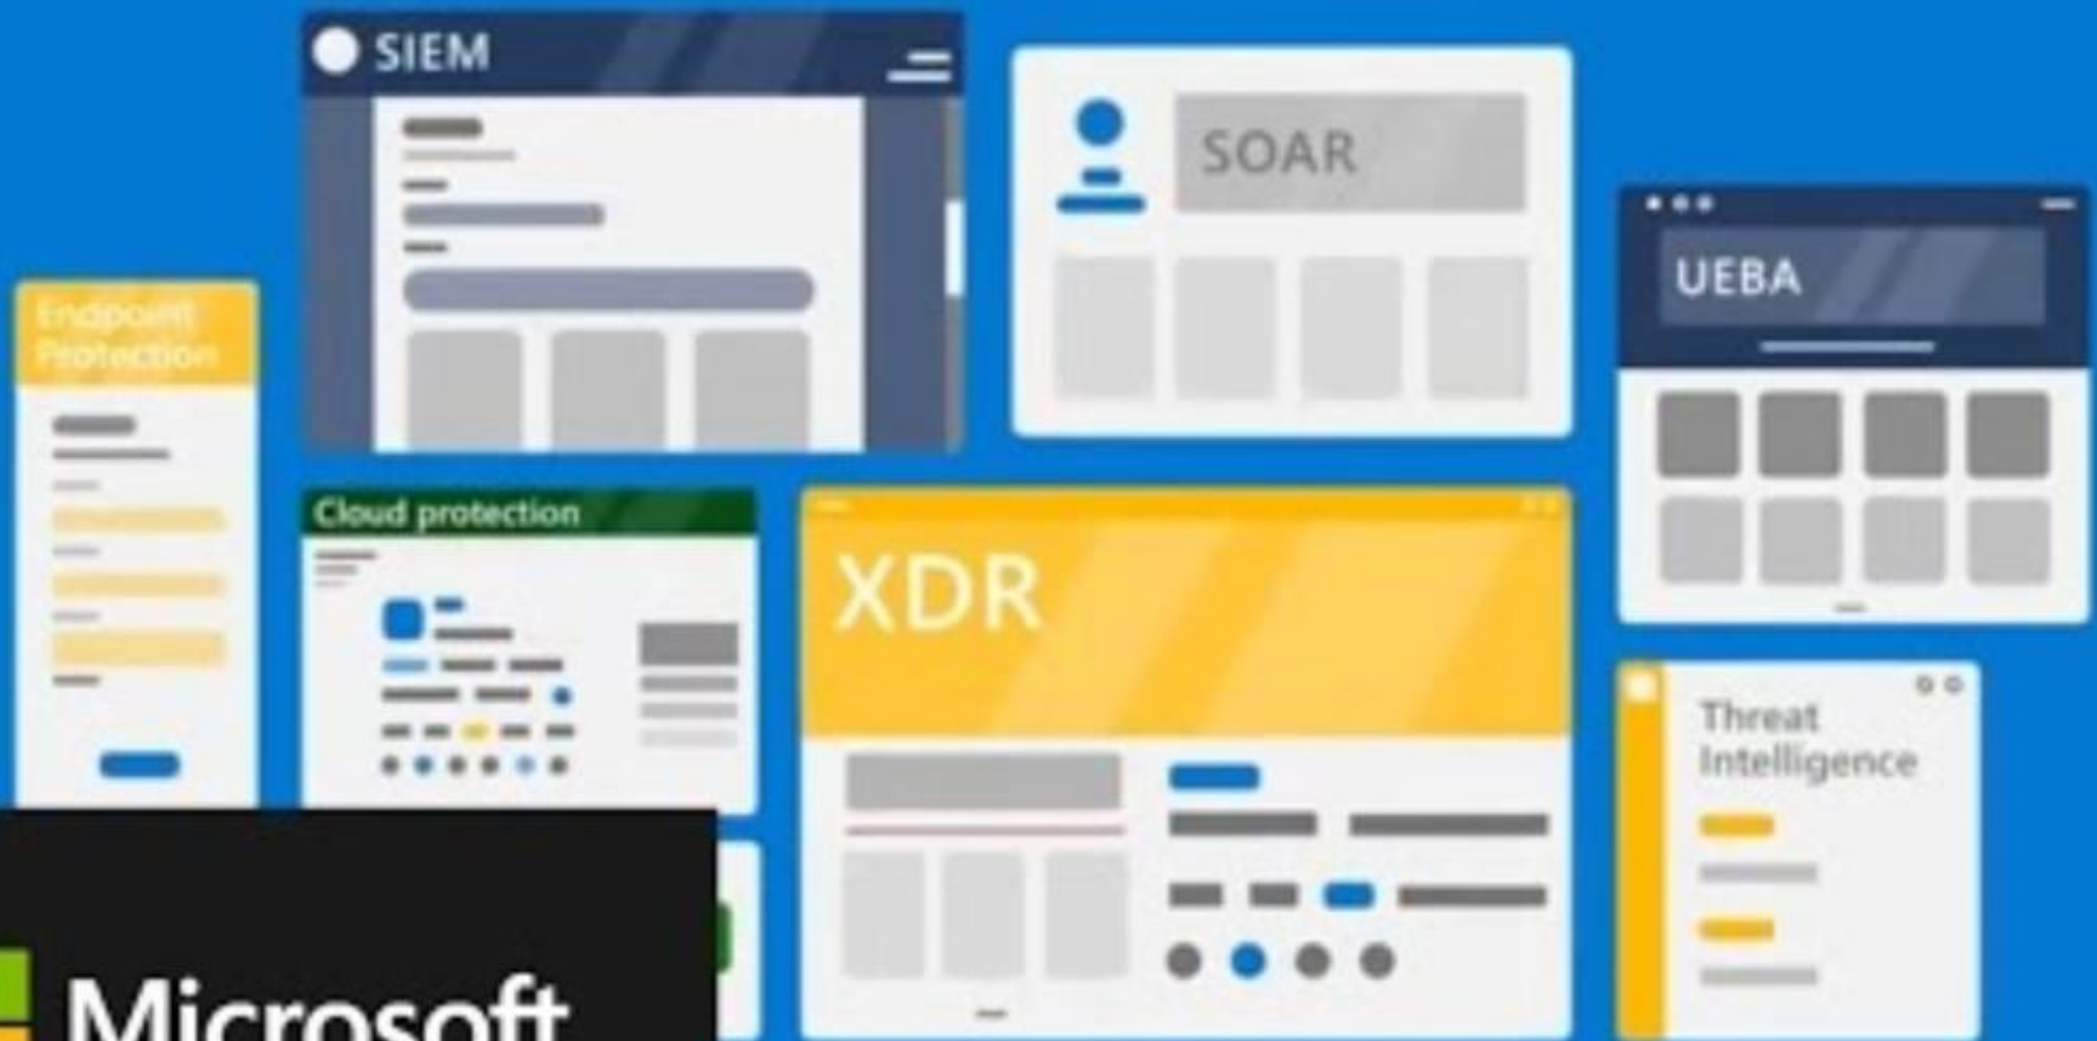 SIEM
SOAR
UEBA
Endpoint
Protection
Cloud protection
XDR
Threat
Intelligence
Microsoft